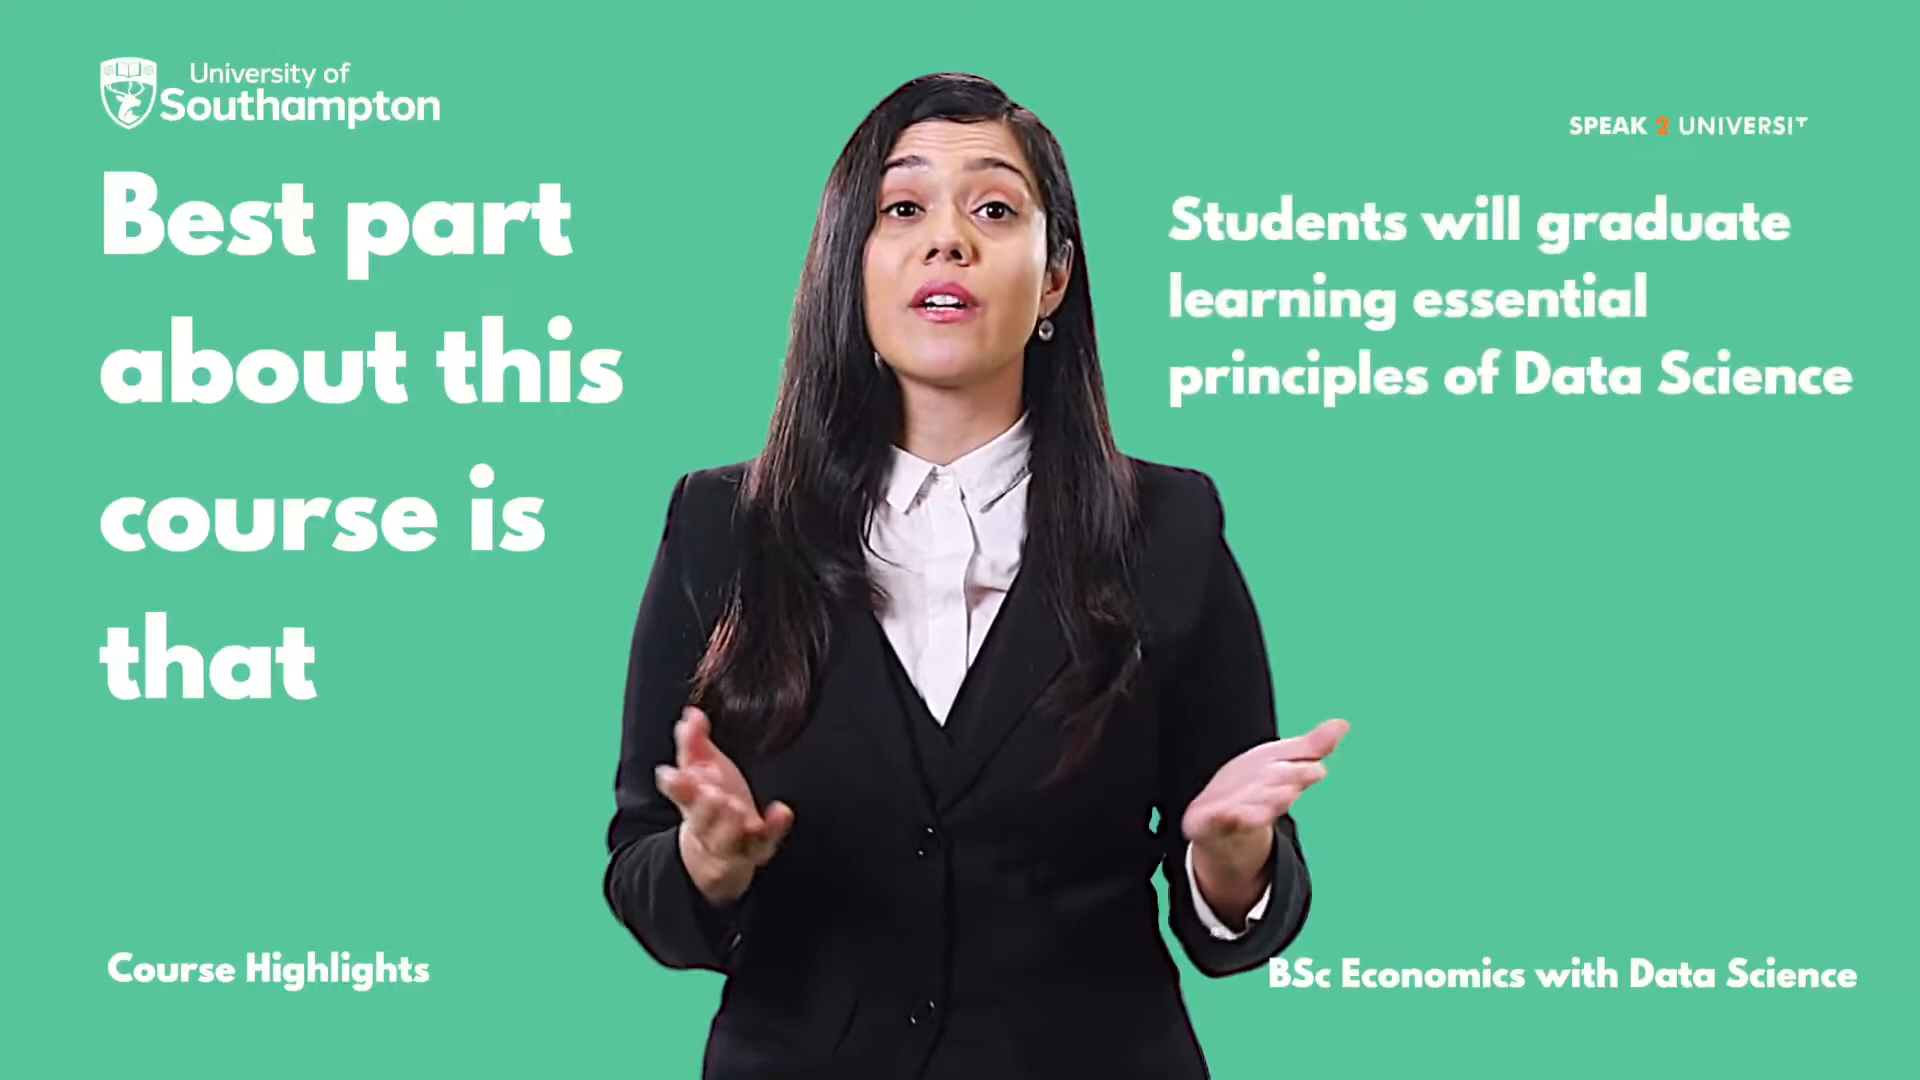 University of
Southampton
SPEAK 2 UNIVERSIT
Best part
about this
course is
that
Students will graduate
learning essential
principles of Data Science
Course Highlights
BSc Economics with Data Science